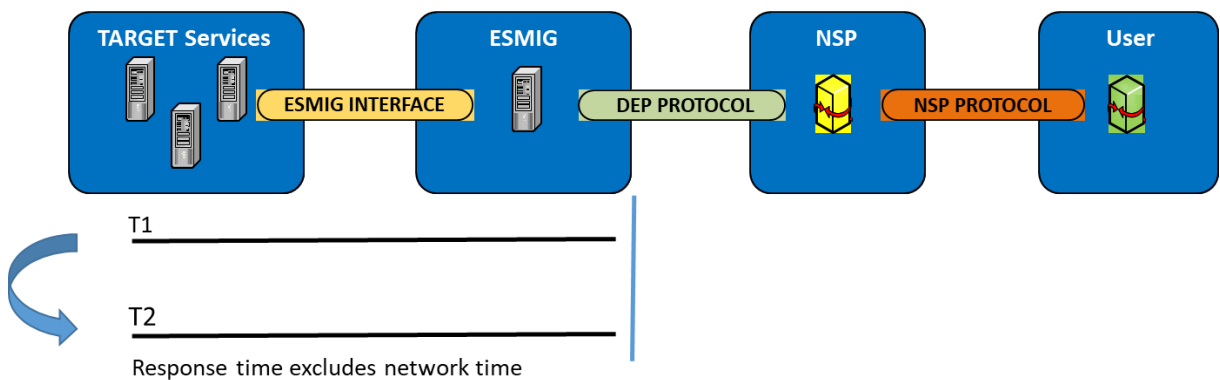 TARGET Services
ESMIG
NSP
User
ESMIG INTERFACE
DEP PROTOCOL
NSP PROTOCOL
T1
T2
Response time excludes network time